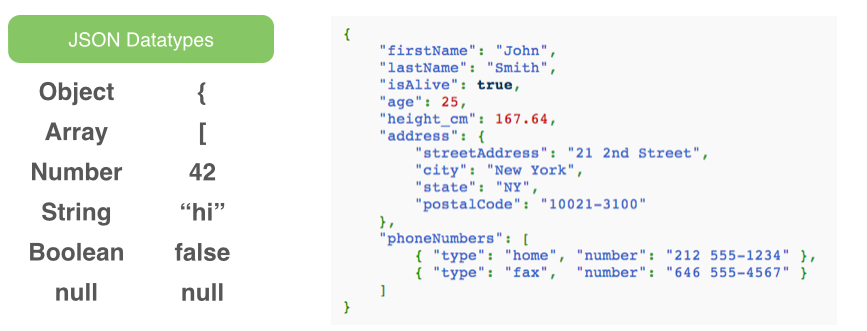 JSON Datatypes
Object {
Array [
Number 42
String “hi”
Boolean false
null null
{
    "firstName": "John",
    "lastName": "Smith",
    "isAlive": true,
    "age": 25,
    "height_cm": 167.64,
    "address": {
        "streetAddress": "21 2nd Street",
        "city": "New York",
        "state": "NY",
        "postalCode": "10021-3100"
    },
    "phoneNumbers": [
        { "type": "home", "number": "212 555-1234" },
        { "type": "fax",  "number": "646 555-4567" }
    ]
}